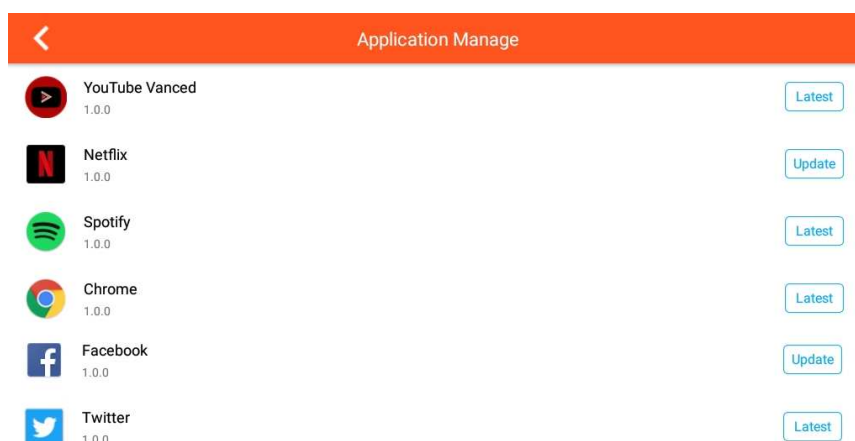 Application Manage
YouTube Vanced
1.0.0
Latest
Netflix
1.0.0
Update
Spotify
1.0.0
Latest
Chrome
1.0.0
Latest
Facebook
1.0.0
Update
Twitter
1.0.0
Latest